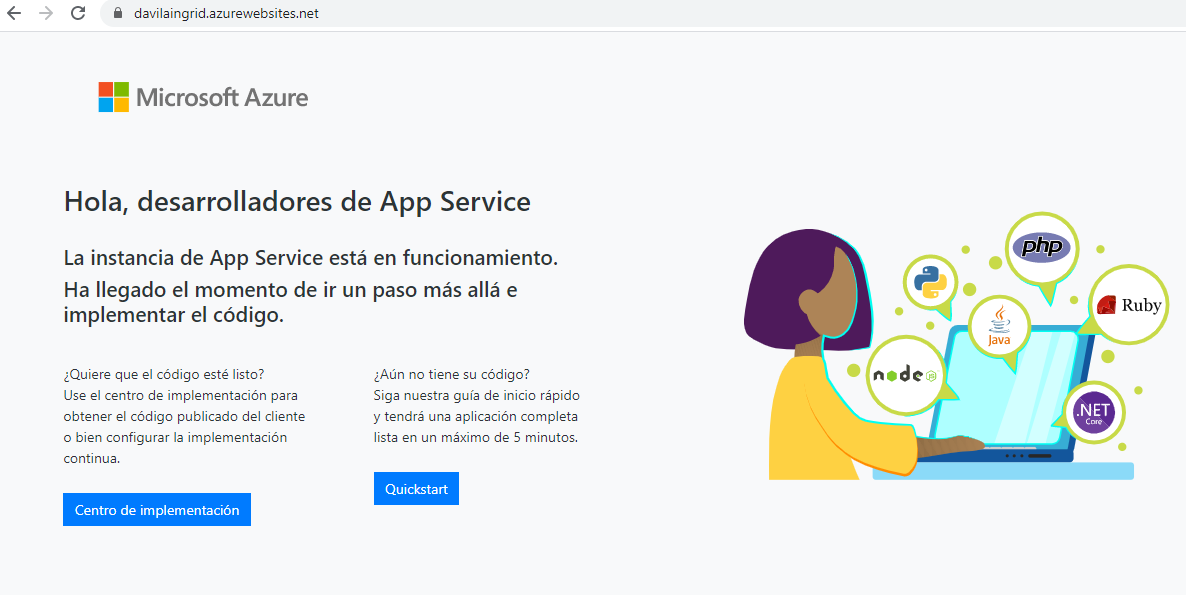 davilaingrid.azurewebsites.net
Microsoft Azure
Hola, desarrolladores de App Service
La instancia de App Service está en funcionamiento.
Ha llegado el momento de ir un paso más allá e
implementar el código.
¿Quiere que el código esté listo?
Use el centro de implementación para
obtener el código publicado del cliente
o bien configurar la implementación
continua.
Centro de implementación
¿Aún no tiene su código?
Siga nuestra guía de inicio rápido
y tendrá una aplicación completa
lista en un máximo de 5 minutos.
Quickstart
php
Ruby
Java
node
JS
.NET
Core